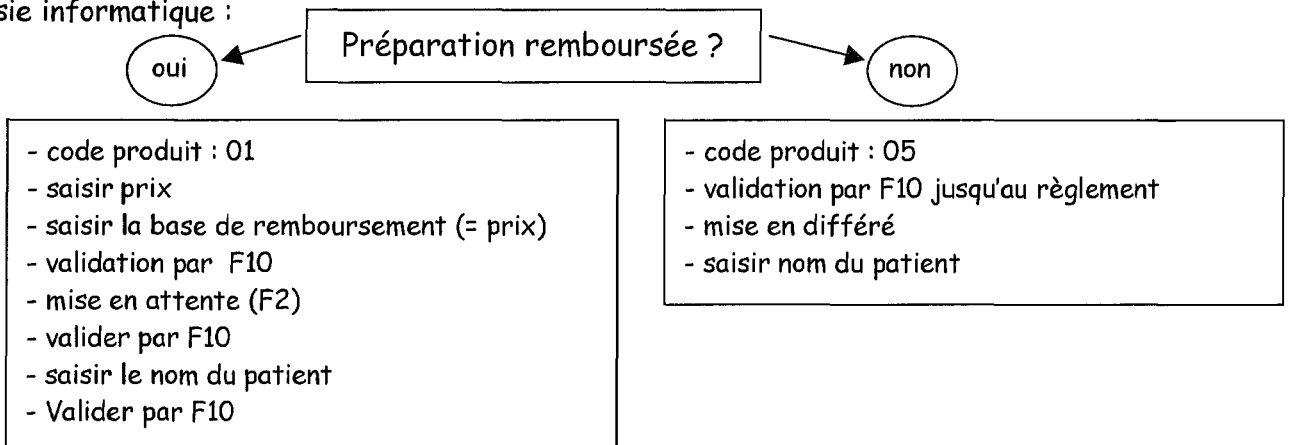 informatique :
Préparation remboursée ?
oui
non
- code produit : 01
- saisir prix
- saisir la base de remboursement (= prix)
- validation par F10
- mise en attente (F2)
- valider par F10
- saisir le nom du patient
- Valider par F10
- code produit : 05
- validation par F10 jusqu'au règlement
- mise en différé
- saisir nom du patient